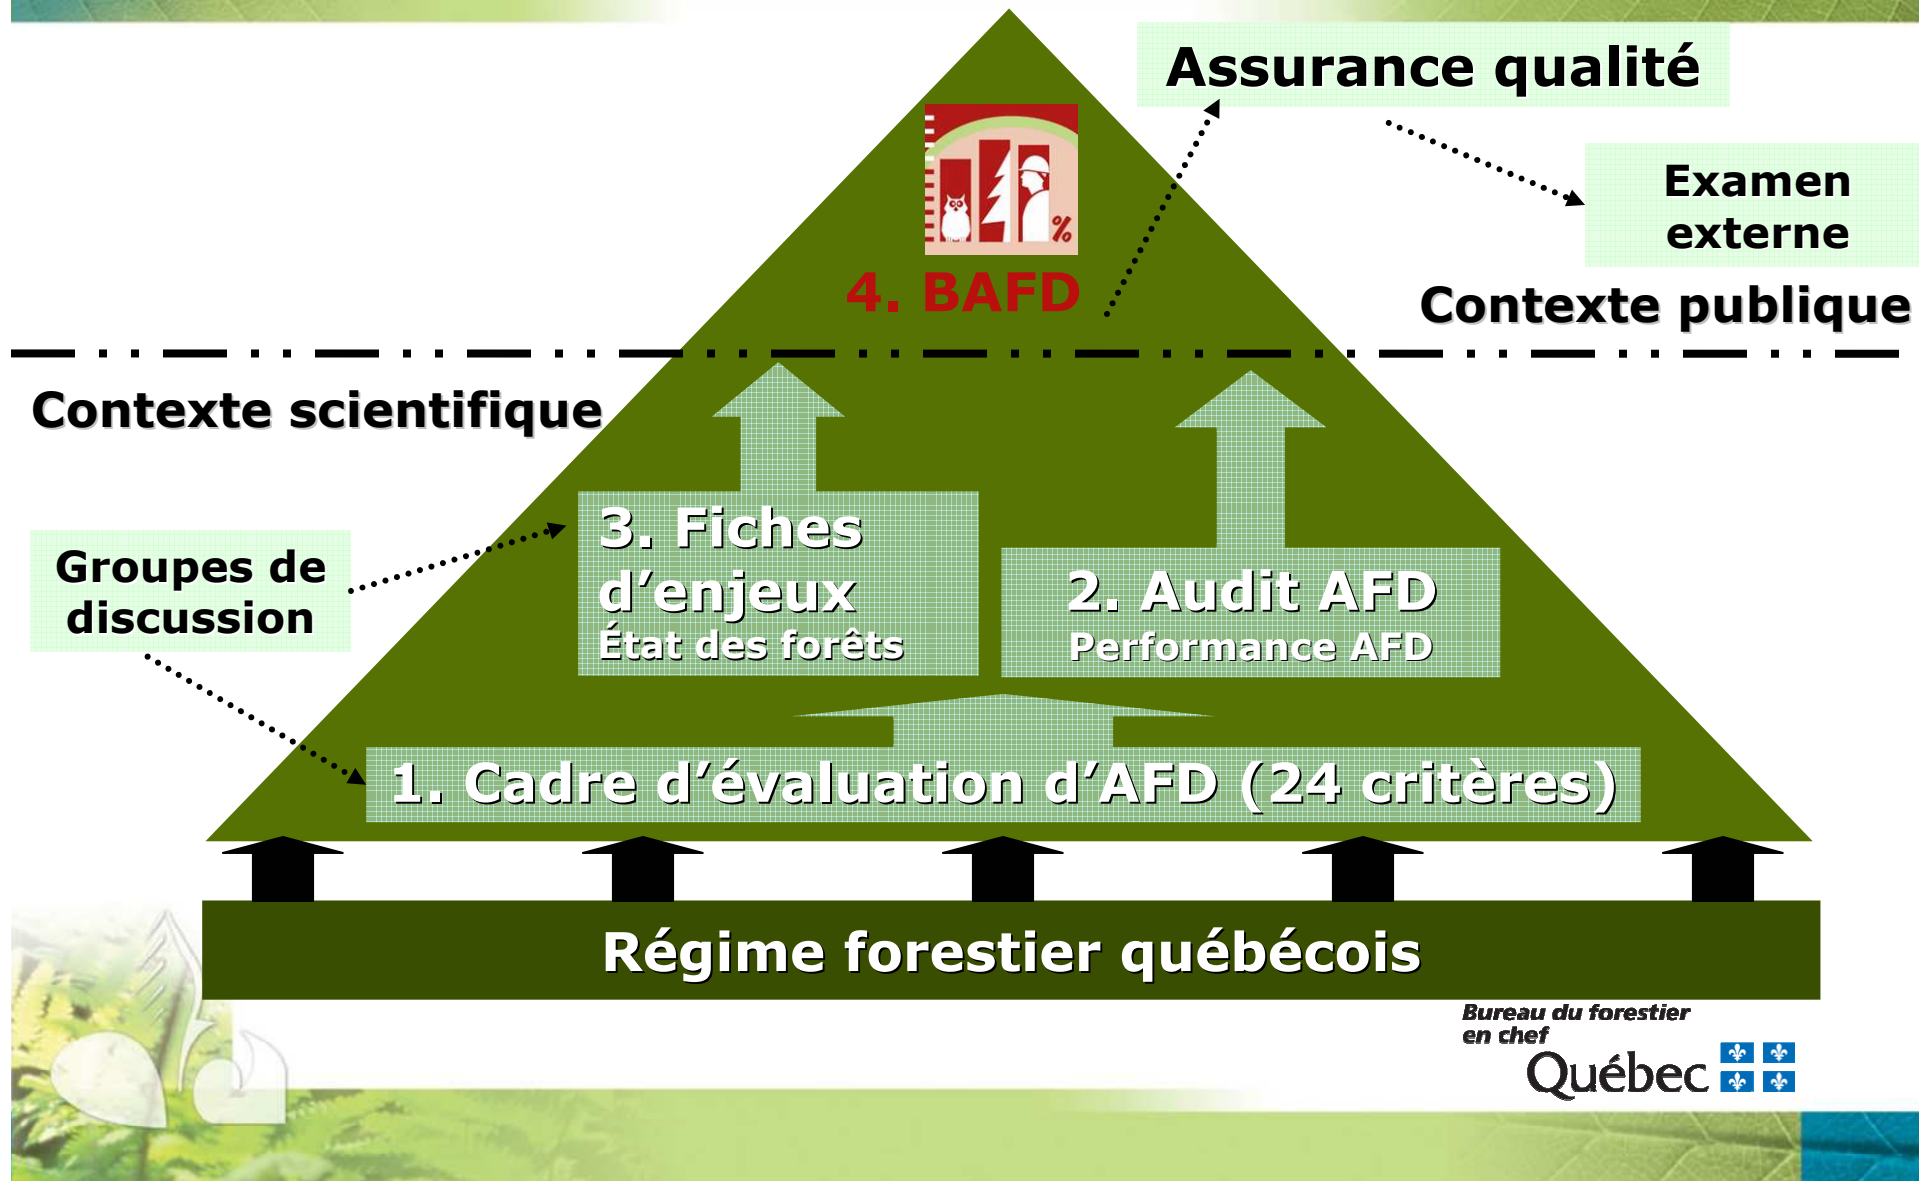 Assurance qualité
Examen
externe
%
4. BAFD
Contexte publique
Contexte scientifique
Groupes de
discussion
3. Fiches
d’enjeux
État des forêts
2. Audit AFD
Performance AFD
1. Cadre d’évaluation d’AFD (24 critères)
Régime forestier québécois
Bureau du forestier
en chef
Québec